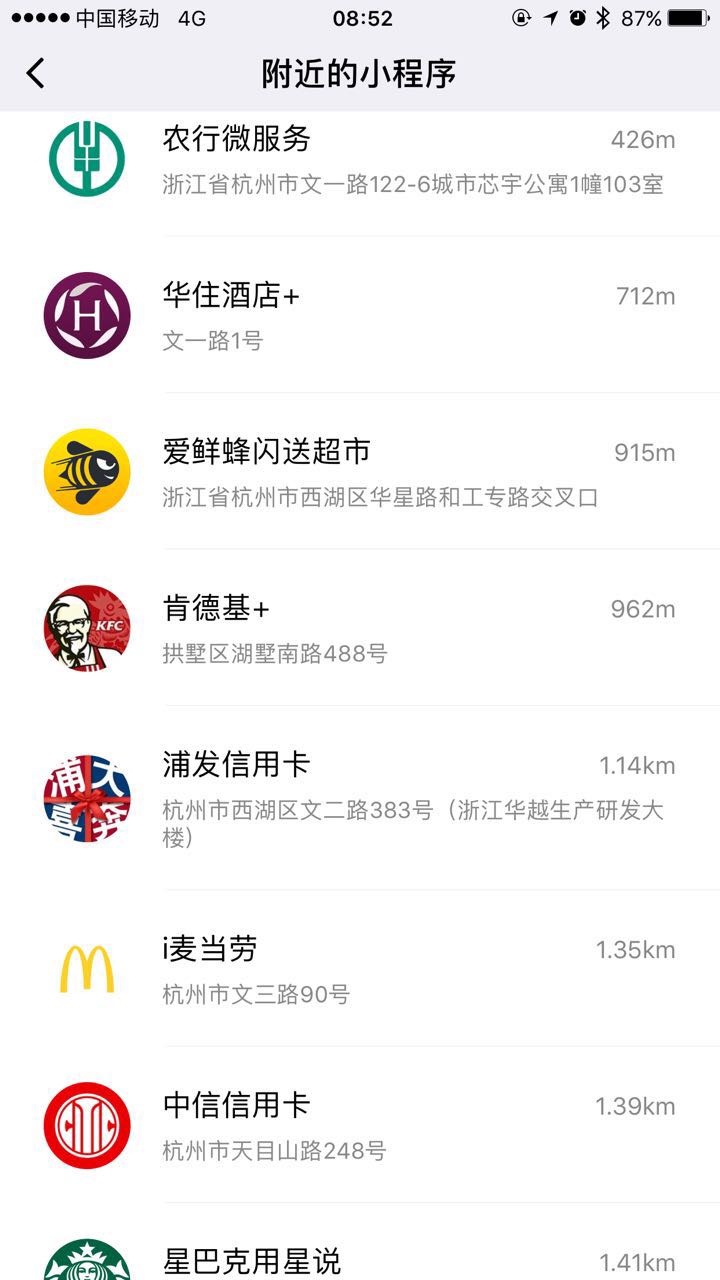 中国移动 4G 08:52 87%
附近的小程序
农行微服务 426m
浙江省杭州市文一路122-6城市芯宇公寓1幢103室
H
华住酒店+ 712m
文一路1号
爱鲜蜂闪送超市 915m
浙江省杭州市西湖区华星路和工专路交叉口
KFC
肯德基+ 962m
拱墅区湖墅南路488号
浦大
喜奔
浦发信用卡 1.14km
杭州市西湖区文二路383号（浙江华越生产研发大
楼）
i麦当劳 1.35km
杭州市文三路90号
中信信用卡 1.39km
杭州市天目山路248号
星巴克用星说 1.41km